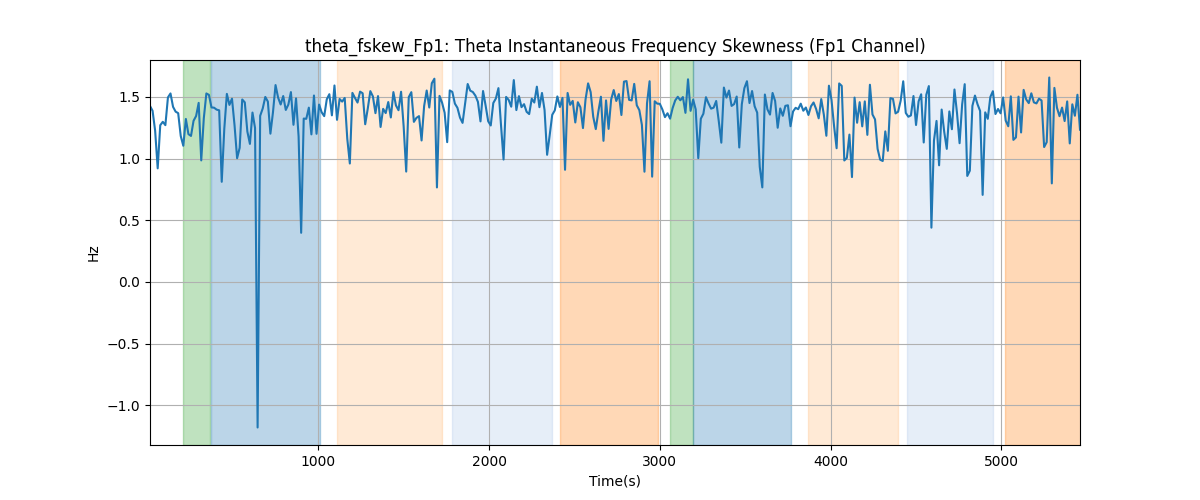 theta_fskew_Fp1: Theta Instantaneous Frequency Skewness (Fp1 Channel)
Hz
1.5
1.0
0.5
0.0
−0.5
−1.0
1000 2000 3000 4000 5000
Time(s)